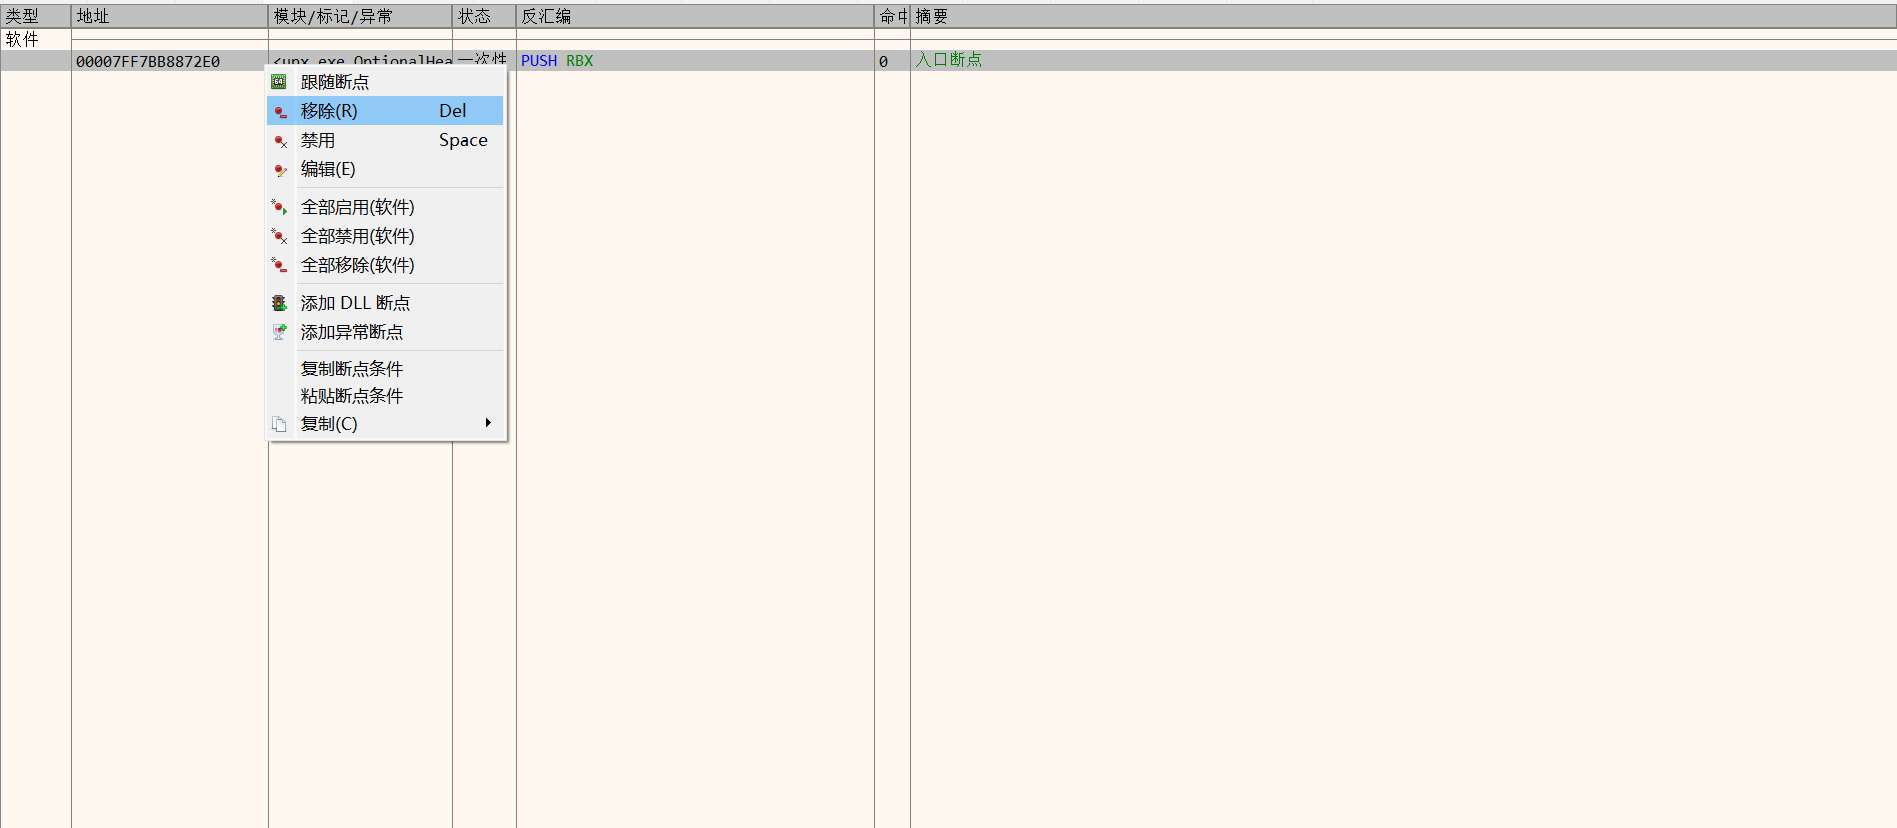 类型 地址 模块/标记/异常 状态 反汇编 命中 摘要
软件
00007FF7BB8872E0 <upx.exe.OptionalHea 一次性 PUSH RBX 0 入口断点
跟随断点
移除(R) Del
禁用 Space
编辑(E)
全部启用(软件)
全部禁用(软件)
全部移除(软件)
添加 DLL 断点
添加异常断点
复制断点条件
粘贴断点条件
复制(C)